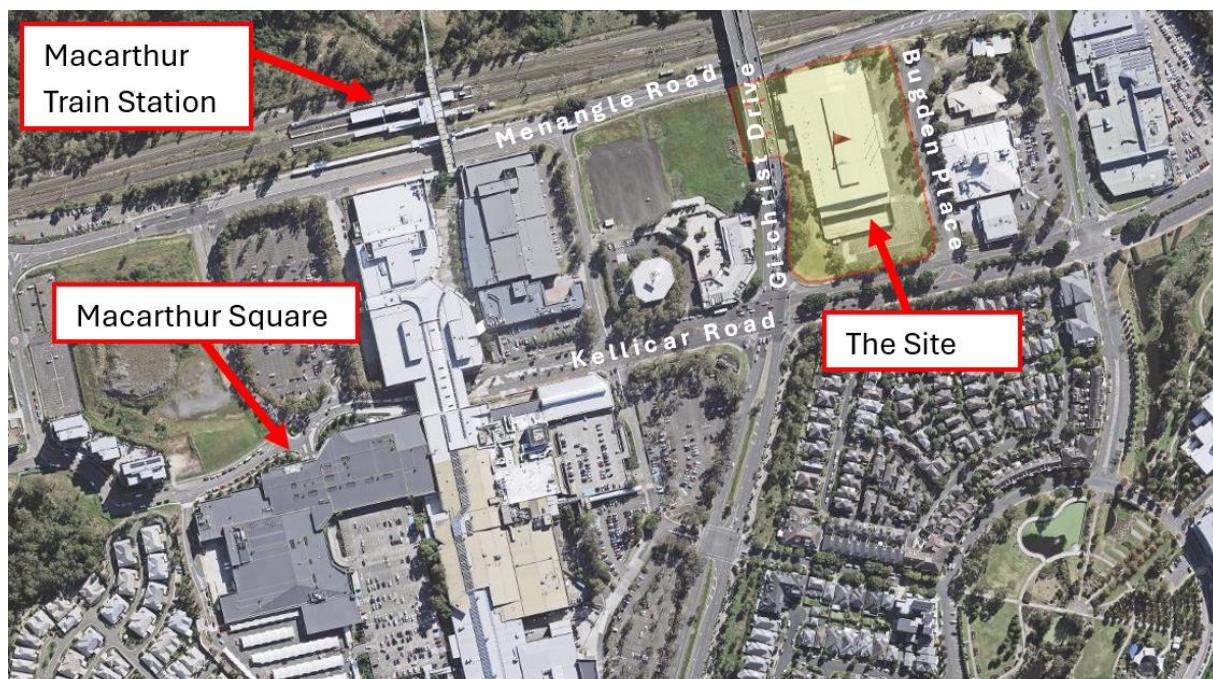 Macarthur
Train Station
Menangle Road
Gilchrist Drive
Bugden Place
Macarthur Square
Kellicar Road
The Site